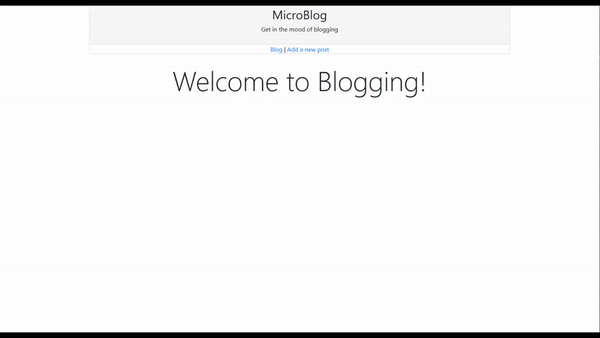 MicroBlog
Get in the mood of blogging
Blog | Add a new post
Welcome to Blogging!